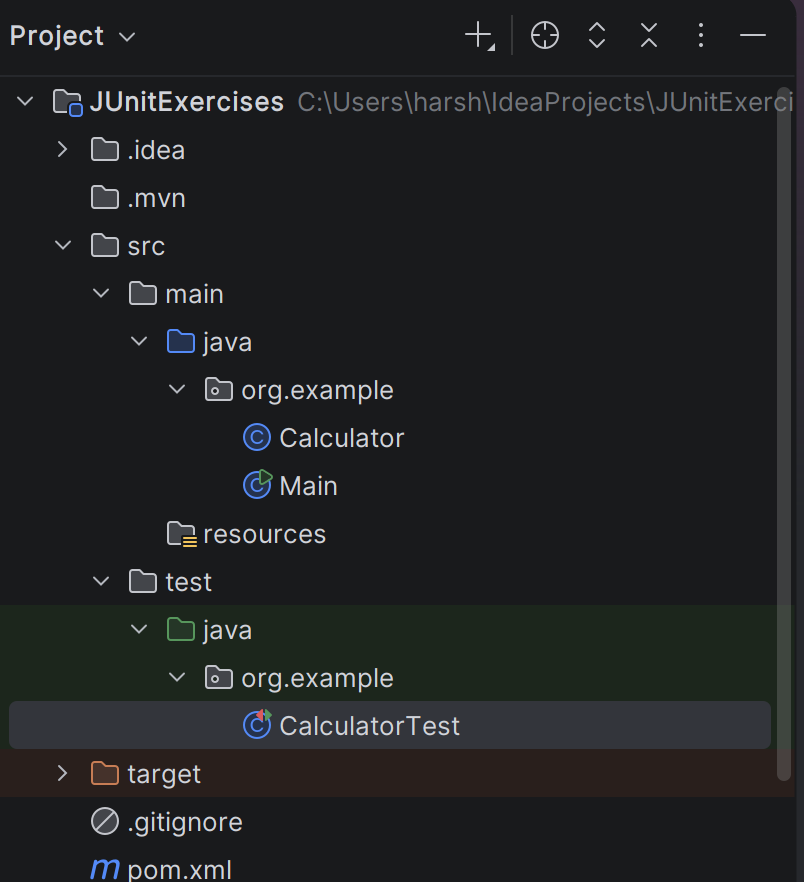 Project
JUnitExercises C:\Users\harsh\IdeaProjects\JUnitExerci
.idea
.mvn
src
main
java
org.example
Calculator
Main
resources
test
java
org.example
CalculatorTest
target
.gitignore
pom.xml